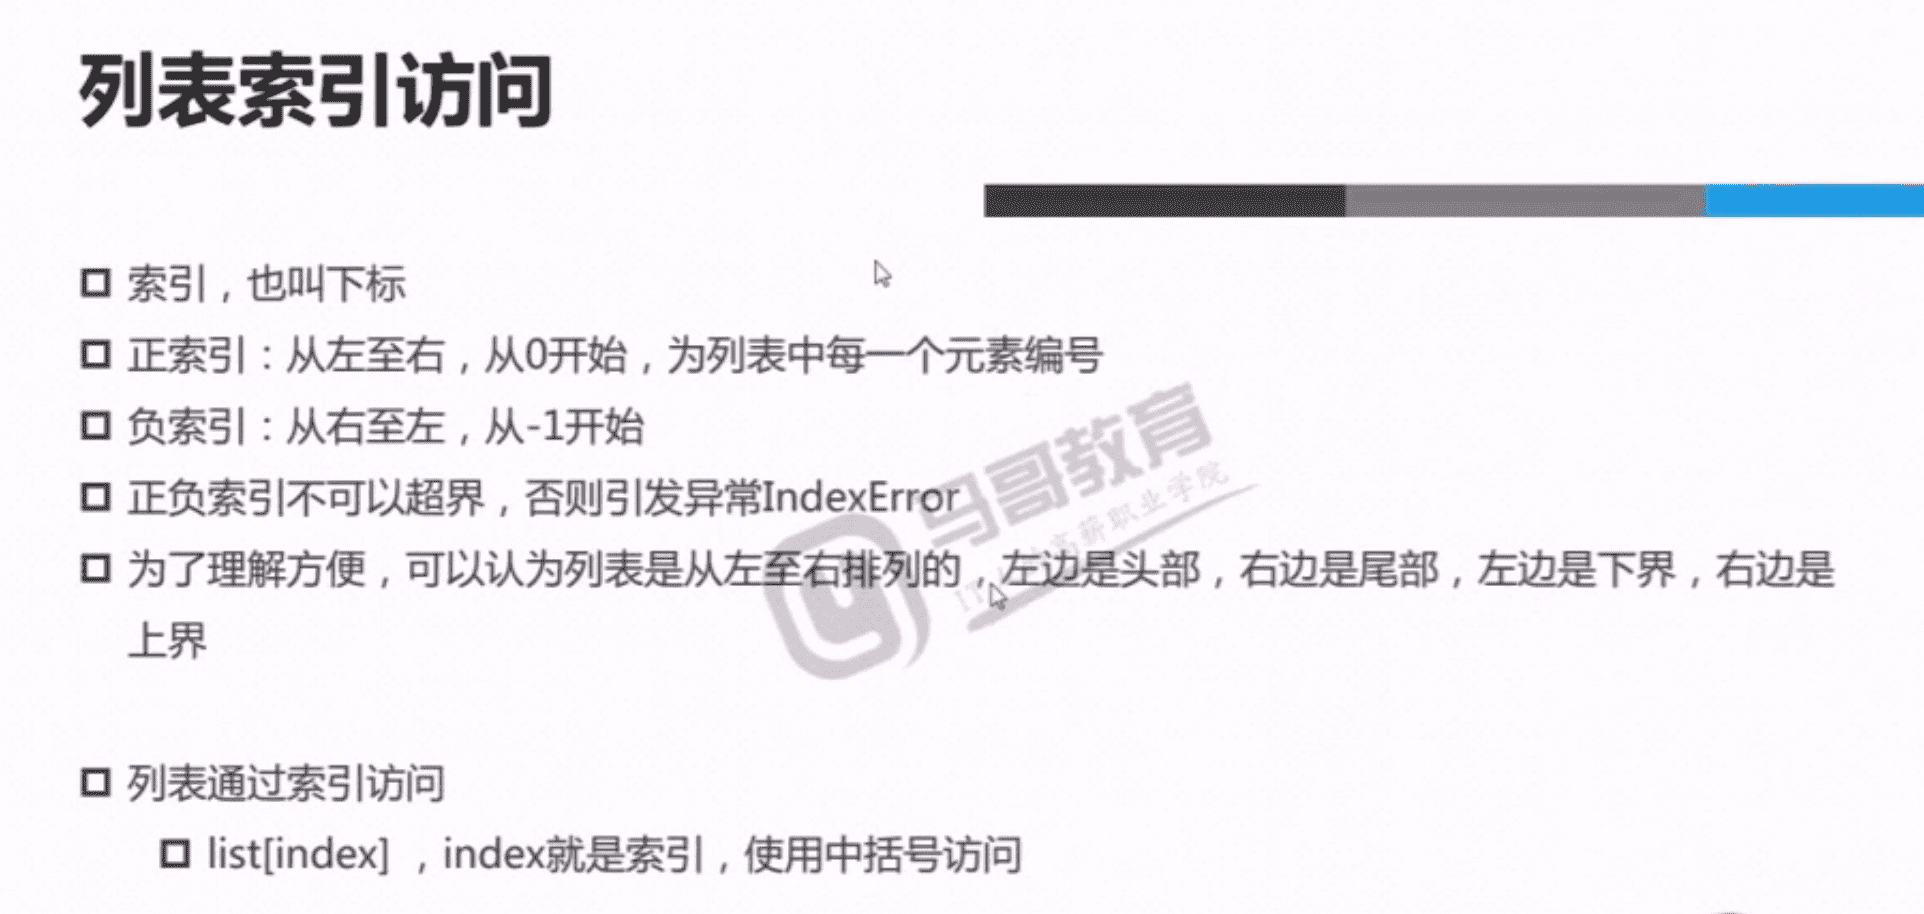 列表索引访问
索引，也叫下标
正索引：从左至右，从0开始，为列表中每一个元素编号
负索引：从右至左，从-1开始
正负索引不可以超界，否则引发异常IndexError
为了理解方便，可以认为列表是从左至右排列的，左边是头部，右边是尾部，左边是下界，右边是
上界
马哥教育
高薪职业学院
列表通过索引访问
list[index] ，index就是索引，使用中括号访问